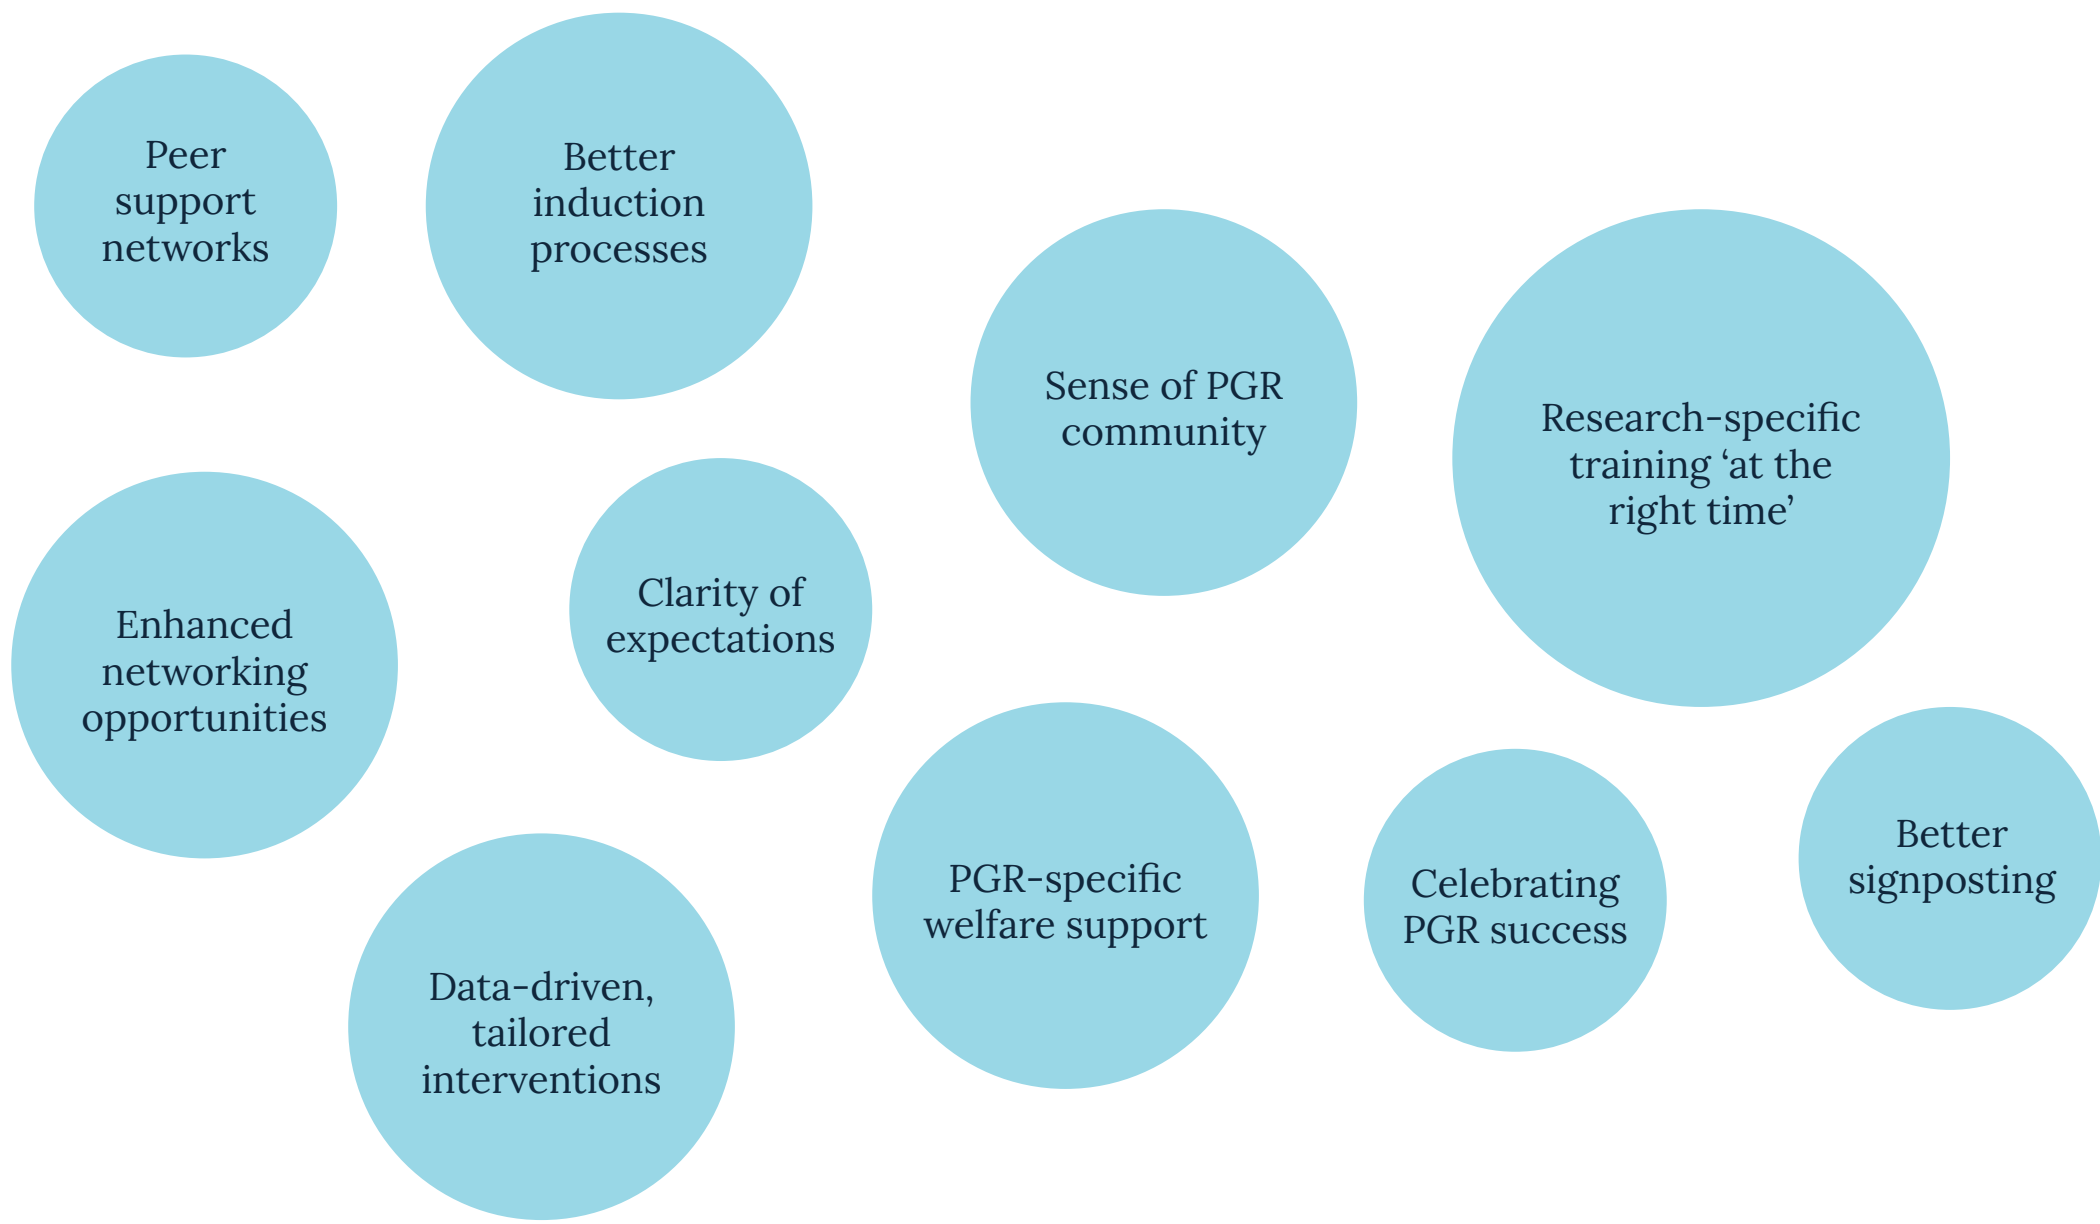 Peer
support
networks
Better
induction
processes
Sense of PGR
community
Research-specific
training ‘at the
right time’
Enhanced
networking
opportunities
Clarity of
expectations
PGR-specific
welfare support
Celebrating
PGR success
Better
signposting
Data-driven,
tailored
interventions